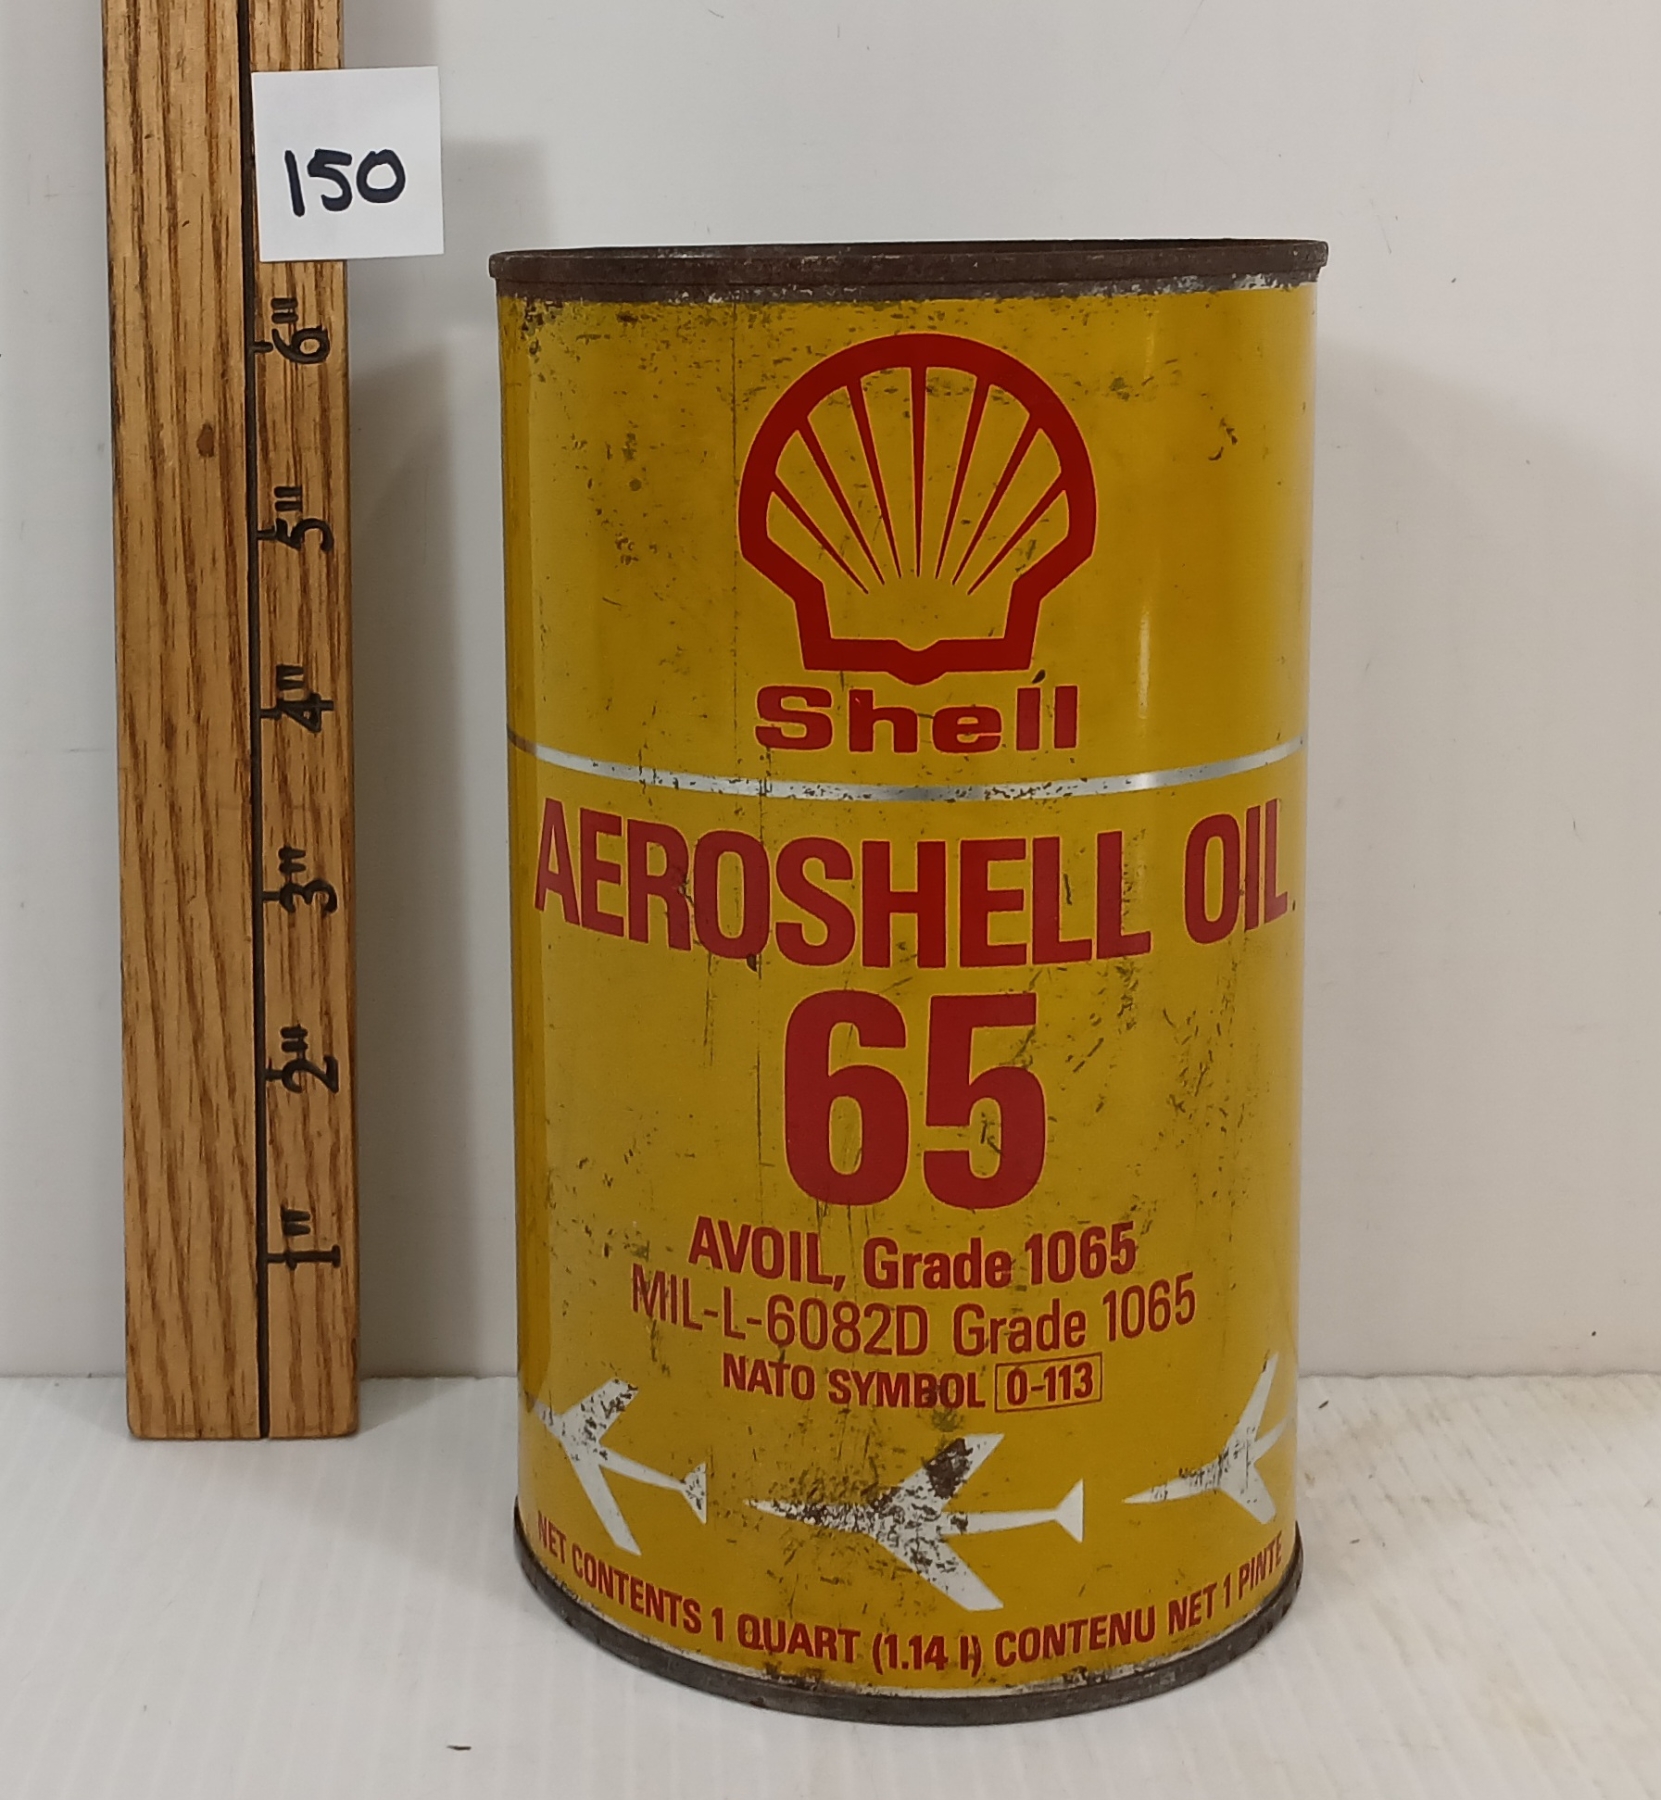 150
6"
5"
4"
3"
2"
1"
Shell
AEROSHELL OIL
65
AVOIL, Grade 1065
MIL-L-6082D Grade 1065
NATO SYMBOL O-113
NET CONTENTS 1 QUART (1.14 l) CONTENU NET 1 PINTE